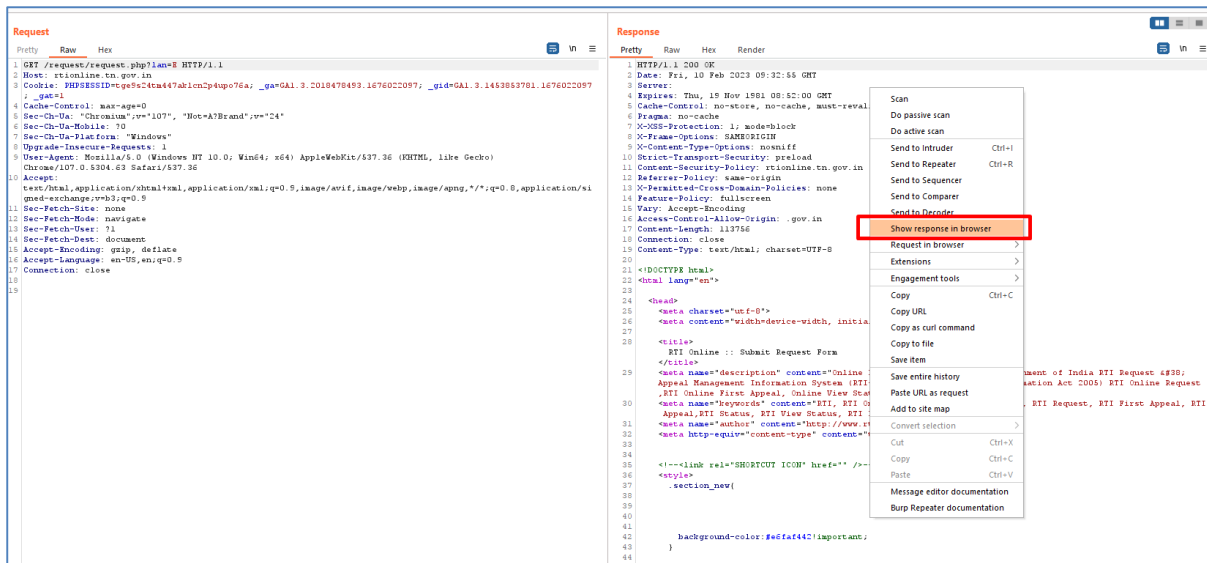 Request
Pretty Raw Hex
\n
1 GET /request/request.php?lan=E HTTP/1.1
2 Host: rtionline.tn.gov.in
3 Cookie: PHPSESSID=tge9s24tm447aklcn2p4upo76a; _ga=GA1.3.2018478493.1676022097; _gid=GA1.3.1453853781.1676022097
; _gat=1
4 Cache-Control: max-age=0
5 Sec-Ch-Ua: "Chromium";v="107", "Not=A?Brand";v="24"
6 Sec-Ch-Ua-Mobile: ?0
7 Sec-Ch-Ua-Platform: "Windows"
8 Upgrade-Insecure-Requests: 1
9 User-Agent: Mozilla/5.0 (Windows NT 10.0; Win64; x64) AppleWebKit/537.36 (KHTML, like Gecko)
Chrome/107.0.5304.63 Safari/537.36
10 Accept:
text/html,application/xhtml+xml,application/xml;q=0.9,image/avif,image/webp,image/apng,*/*;q=0.8,application/si
gned-exchange;v=b3;q=0.9
11 Sec-Fetch-Site: none
12 Sec-Fetch-Mode: navigate
13 Sec-Fetch-User: ?1
14 Sec-Fetch-Dest: document
15 Accept-Encoding: gzip, deflate
16 Accept-Language: en-US,en;q=0.9
17 Connection: close
18
19
Response
Pretty Raw Hex Render
\n
1 HTTP/1.1 200 OK
2 Date: Fri, 10 Feb 2023 09:32:55 GMT
3 Server:
4 Expires: Thu, 19 Nov 1981 08:52:00 GMT
5 Cache-Control: no-store, no-cache, must-reval
6 Pragma: no-cache
7 X-XSS-Protection: 1; mode=block
8 X-Frame-Options: SAMEORIGIN
9 X-Content-Type-Options: nosniff
10 Strict-Transport-Security: preload
11 Content-Security-Policy: rtionline.tn.gov.in
12 Referrer-Policy: same-origin
13 X-Permitted-Cross-Domain-Policies: none
14 Feature-Policy: fullscreen
15 Vary: Accept-Encoding
16 Access-Control-Allow-Origin: .gov.in
17 Content-Length: 113756
18 Connection: close
19 Content-Type: text/html; charset=UTF-8
20
21 <!DOCTYPE html>
22 <html lang="en">
23
24 <head>
25 <meta charset="utf-8">
26 <meta content="width=device-width, initia
27
28 <title>
RTI Online :: Submit Request Form
</title>
29 <meta name="description" content="Online nment of India RTI Request &#38;
Appeal Management Information System (RTI- ation Act 2005) RTI Online Request
,RTI Online First Appeal, Online View Stat
30 <meta name="keywords" content="RTI, RTI On , RTI Request, RTI First Appeal, RTI
Appeal,RTI Status, RTI View Status, RTI
31 <meta name="author" content="http://www.rt
32 <meta http-equiv="content-type" content="t
33
34
35 <!--<link rel="SHORTCUT ICON" href="" />-
36 <style>
37 .section_new{
38
39
40
41
42 background-color:#e6faf442!important;
43 }
44
Scan
Do passive scan
Do active scan
Send to Intruder Ctrl+I
Send to Repeater Ctrl+R
Send to Sequencer
Send to Comparer
Send to Decoder
Show response in browser
Request in browser >
Extensions >
Engagement tools >
Copy Ctrl+C
Copy URL
Copy as curl command
Copy to file
Save item
Save entire history
Paste URL as request
Add to site map
Convert selection >
Cut Ctrl+X
Copy Ctrl+C
Paste Ctrl+V
Message editor documentation
Burp Repeater documentation